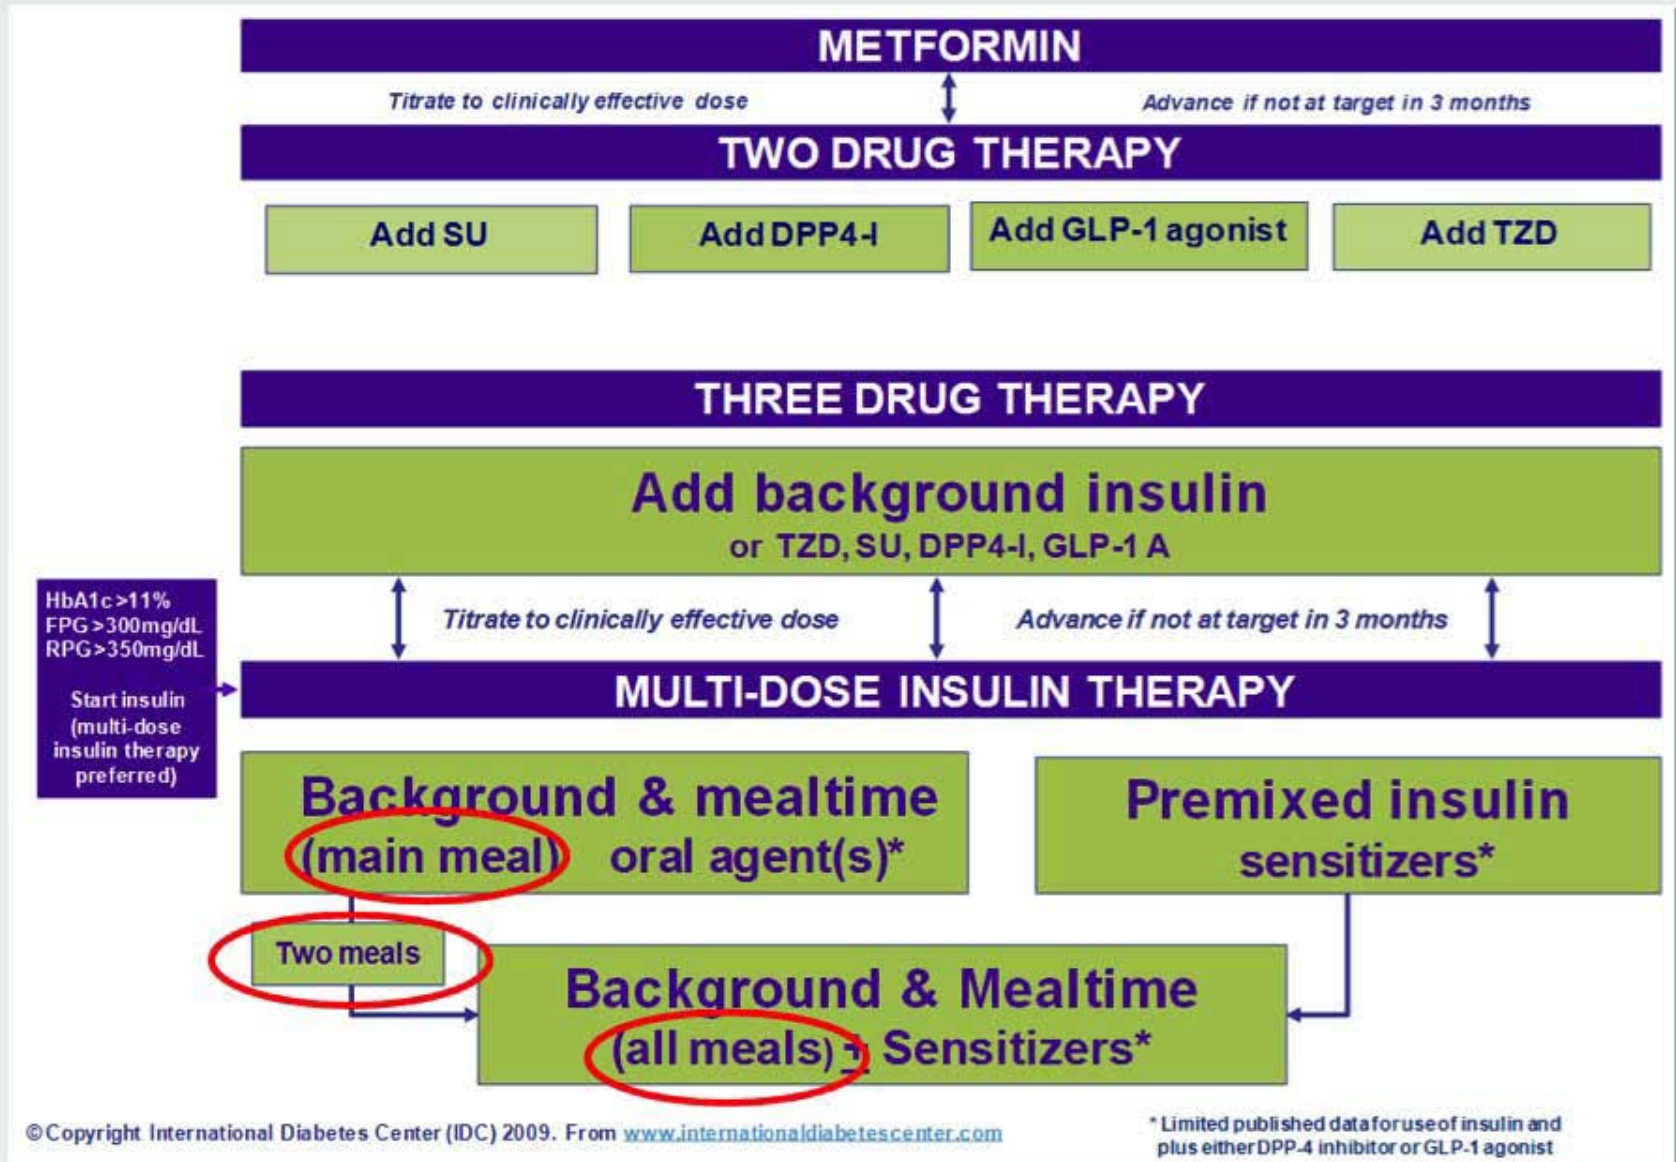 METFORMIN
Titrate to clinically effective dose
Advance if not at target in 3 months
TWO DRUG THERAPY
Add SU
Add DPP4-I
Add GLP-1 agonist
Add TZD
THREE DRUG THERAPY
Add background insulin
or TZD, SU, DPP4-I, GLP-1 A
HbA1c >11%
FPG >300mg/dL
RPG>350mg/dL
Start insulin
(multi-dose
insulin therapy
preferred)
Titrate to clinically effective dose
Advance if not at target in 3 months
MULTI-DOSE INSULIN THERAPY
Background & mealtime
(main meal) oral agent(s)*
Premixed insulin
sensitizers*
Two meals
Background & Mealtime
(all meals) ± Sensitizers*
©Copyright International Diabetes Center (IDC) 2009. From www.internationaldiabetescenter.com
* Limited published data for use of insulin and
plus either DPP-4 inhibitor or GLP-1 agonist